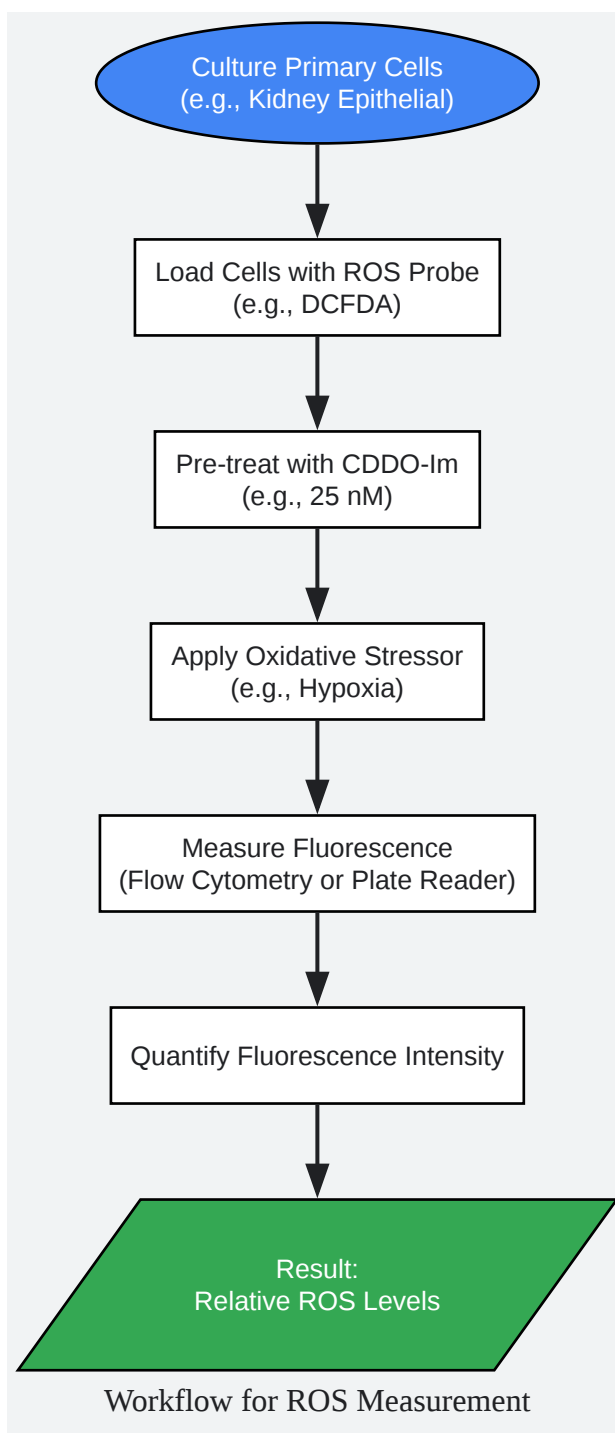 Culture Primary Cells
(e.g., Kidney Epithelial)
Load Cells with ROS Probe
(e.g., DCFDA)
Pre-treat with CDDO-Im
(e.g., 25 nM)
Apply Oxidative Stressor
(e.g., Hypoxia)
Measure Fluorescence
(Flow Cytometry or Plate Reader)
Quantify Fluorescence Intensity
Result:
Relative ROS Levels
Workflow for ROS Measurement